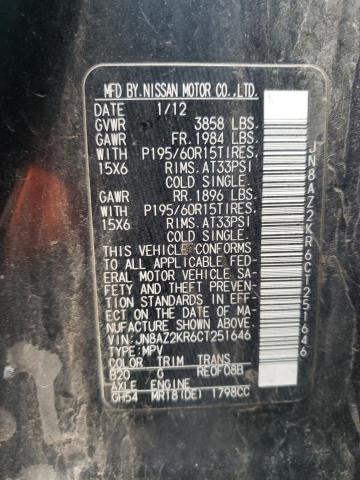 MFD.BY.NISSAN MOTOR CO.,LTD.
DATE 1/12
GVWR 3858 LBS.
GAWR FR.1984 LBS.
WITH P195/60R15TIRES,
15X6 RIMS, AT33PSI
COLD SINGLE.
GAWR RR.1896 LBS.
WITH P195/60R15TIRES,
15X6 RIMS, AT33PSI
COLD SINGLE.
THIS VEHICLE CONFORMS
TO ALL APPLICABLE FED-
ERAL MOTOR VEHICLE SA-
FETY AND THEFT PREVENT-
ION STANDARDS IN EFF-
ECT ON THE DATE OF MA-
NUFACTURE SHOWN ABOVE.
VIN:JN8AZ2KR6CT251646
TYPE:MPV
COLOR TRIM TRANS
B20 G RE0F08B
AXLE ENGINE
GH54 MR18(DE) 1798CC
JN8AZ2KR6CT251646